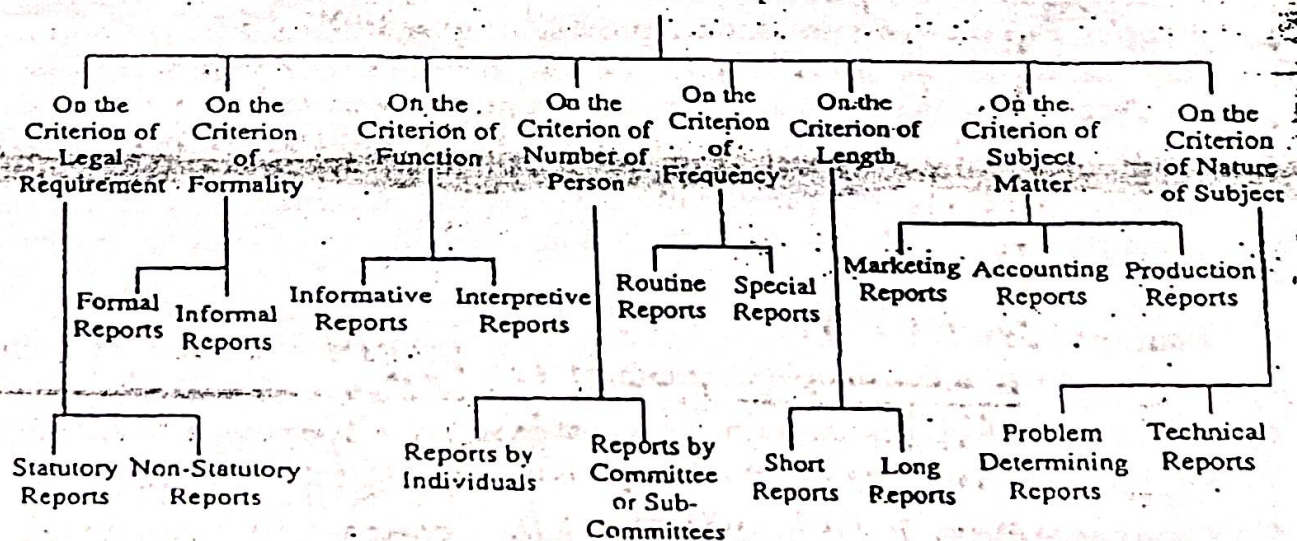 On the
Criterion of
Legal
Requirement
On the
Criterion
of
Formality
On the
Criterion of
Function
On the
Criterion of
Number of
Person
On the
Criterion
of
Frequency
On the
Criterion of
Length
On the
Criterion of
Subject
Matter
On the
Criterion
of Nature
of Subject
Formal
Reports
Informal
Reports
Informative
Reports
Interpretive
Reports
Routine
Reports
Special
Reports
Marketing
Reports
Accounting
Reports
Production
Reports
Statutory
Reports
Non-Statutory
Reports
Reports by
Individuals
Reports by
Committee
or Sub-
Committees
Short
Reports
Long
Reports
Problem
Determining
Reports
Technical
Reports